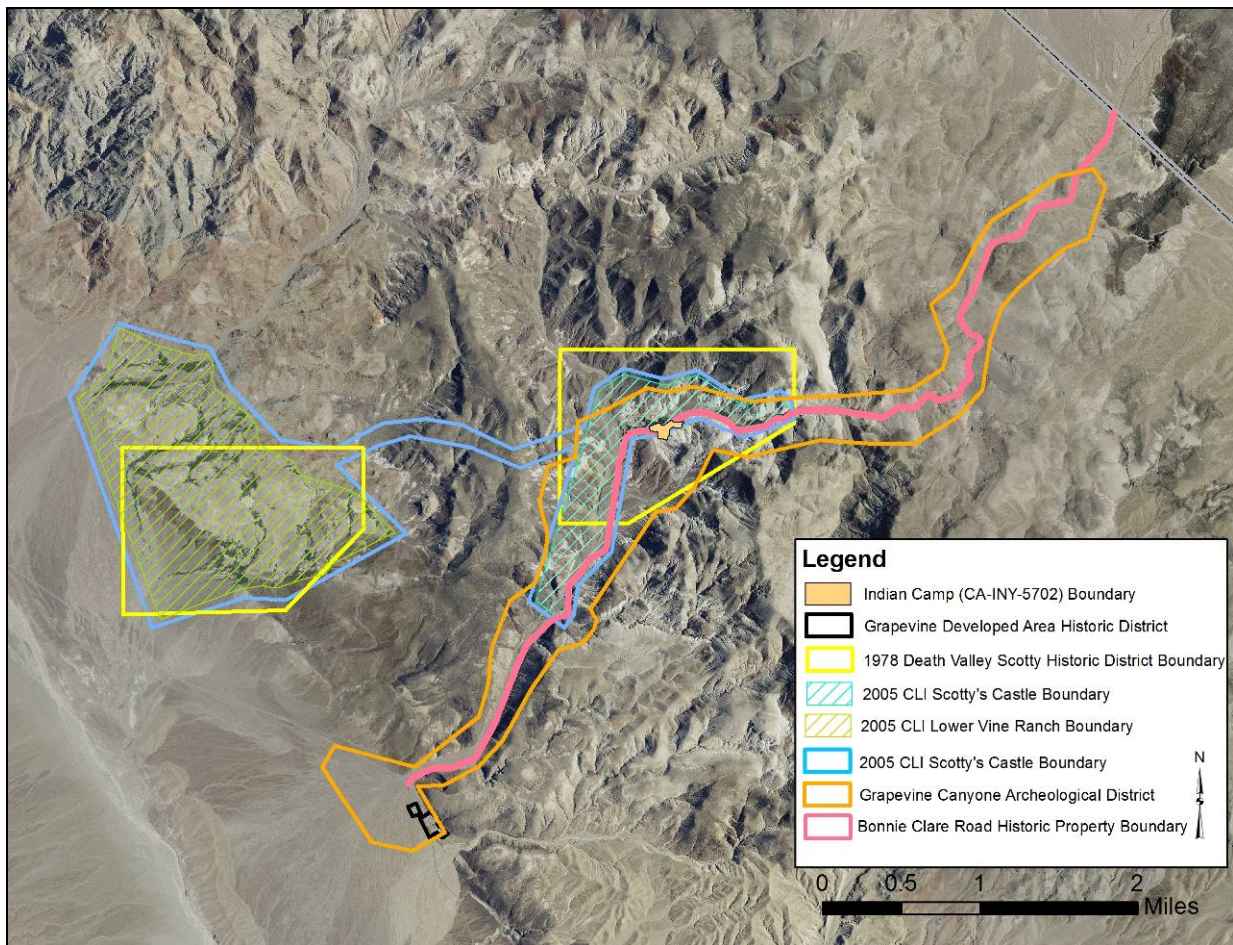 Legend
Indian Camp (CA-INY-5702) Boundary
Grapevine Developed Area Historic District
1978 Death Valley Scotty Historic District Boundary
2005 CLI Scotty's Castle Boundary
2005 CLI Lower Vine Ranch Boundary
2005 CLI Scotty's Castle Boundary
Grapevine Canyone Archeological District
Bonnie Clare Road Historic Property Boundary
N
0 0.5 1 2
Miles